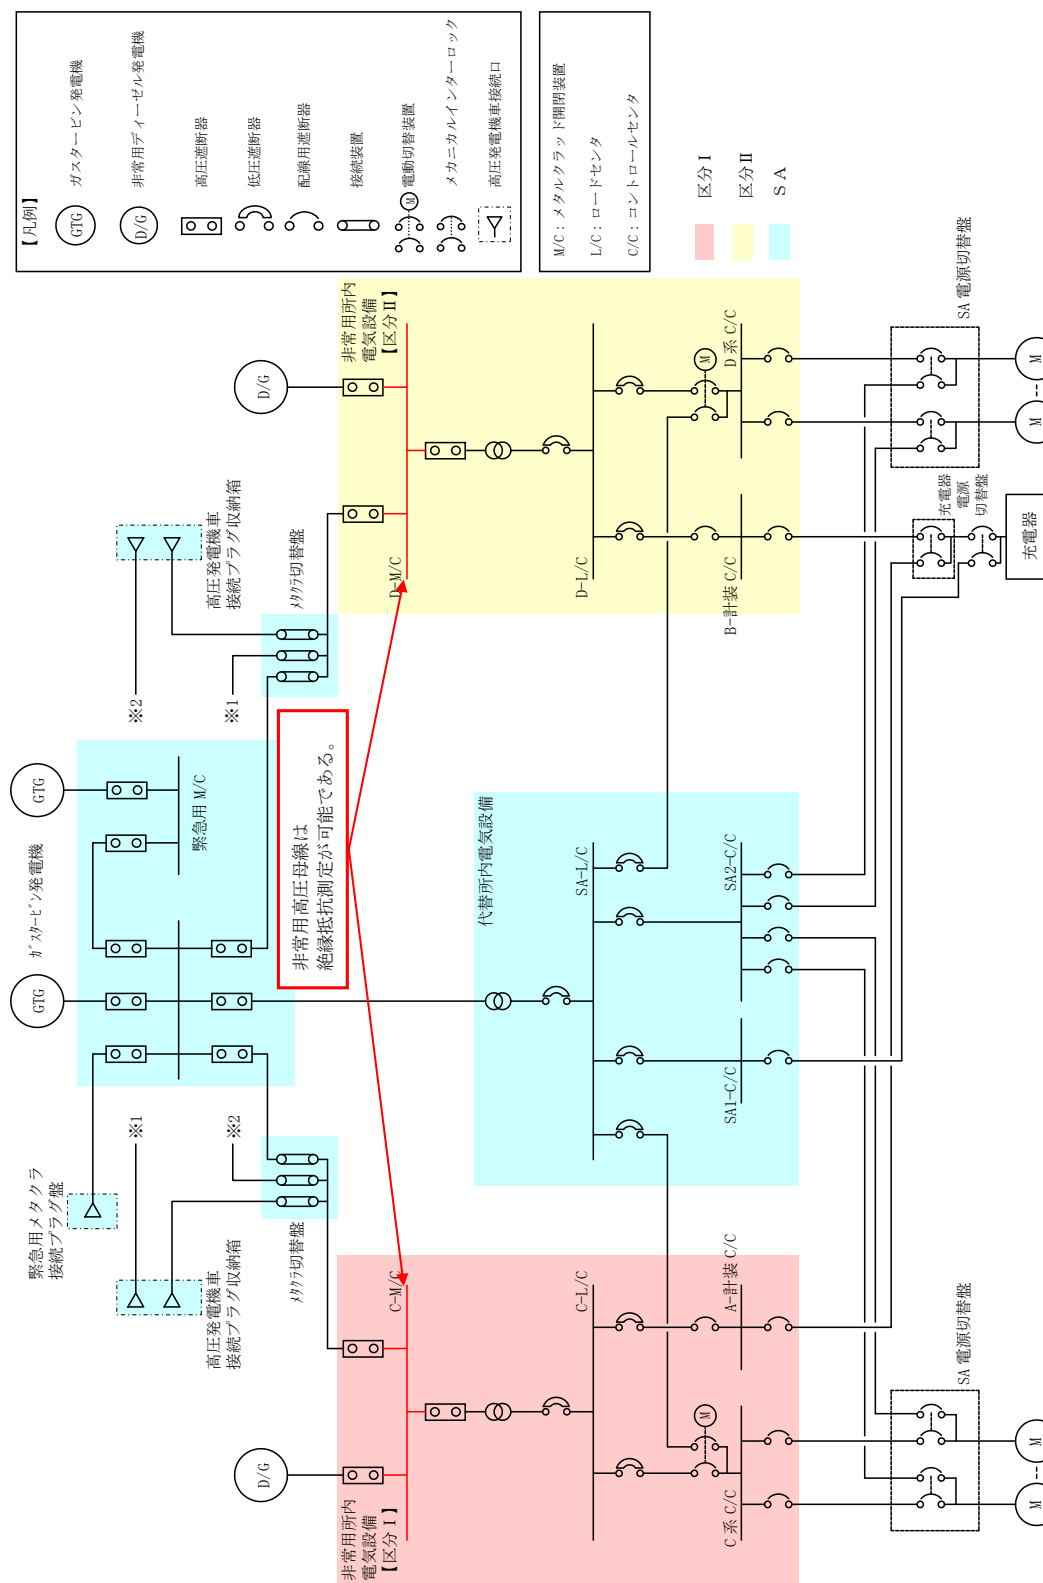 【凡例】
GTG
ガスタービン発電機
D/G
非常用ディーゼル発電機
高圧遮断器
低圧遮断器
配線用遮断器
接続装置
M
電動切替装置
メカニカルインターロック
高圧発電機車接続口
M/C：メタルクラッド開閉装置
L/C：ロードセンタ
C/C：コントロールセンタ
区分Ⅰ
区分Ⅱ
ＳＡ
緊急用メタクラ
接続プラグ盤
ガスタービン発電機
GTG
GTG
緊急用 M/C
※1
※2
※2
※1
高圧発電機車
接続プラグ収納箱
高圧発電機車
接続プラグ収納箱
メタクラ切替盤
メタクラ切替盤
D/G
D/G
非常用所内
電気設備
【区分Ⅰ】
非常用所内
電気設備
【区分Ⅱ】
非常用高圧母線は
絶縁抵抗測定が可能である。
C-M/C
D-M/C
代替所内電気設備
C-L/C
SA-L/C
D-L/C
M
M
C 系 C/C
A-計装 C/C
SA1-C/C
SA2-C/C
B-計装 C/C
D 系 C/C
SA 電源切替盤
充電器
電源
切替盤
SA 電源切替盤
M
M
充電器
M
M